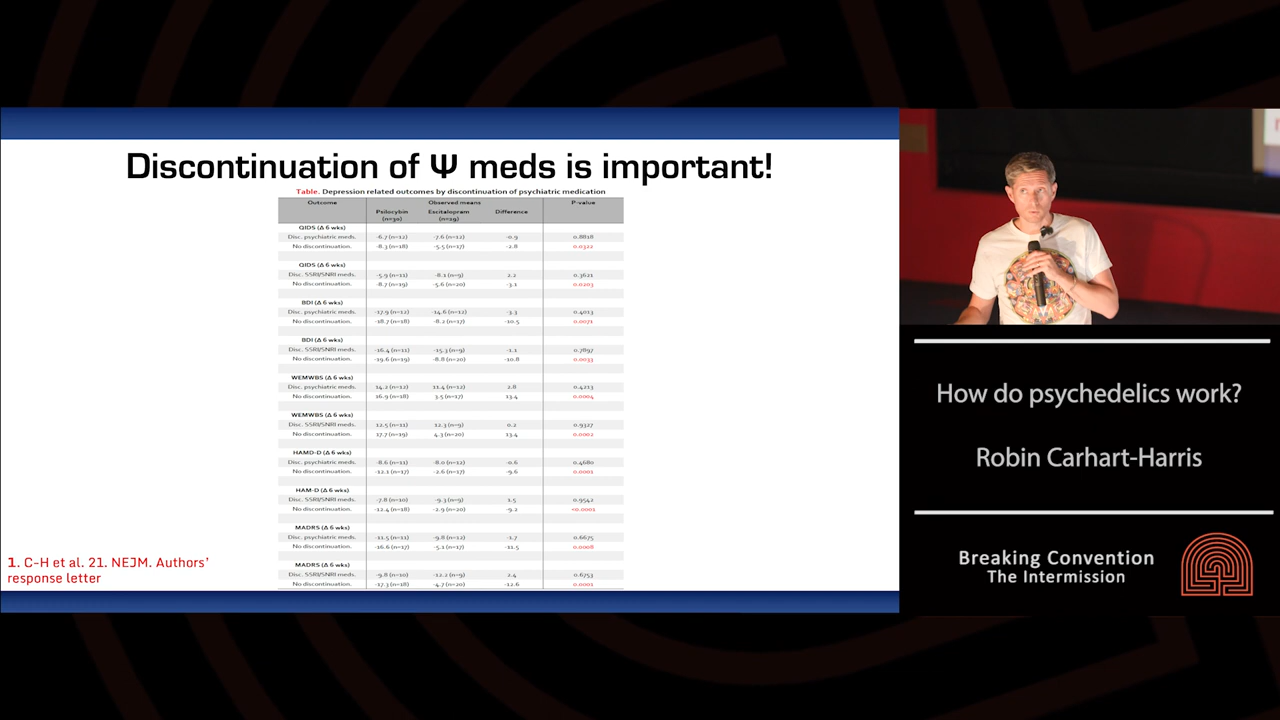 Discontinuation of Ψ meds is important!
Table. Depression related outcomes by discontinuation of psychiatric medication
Outcome Observed means P-value
Psilocybin (n=30) Escitalopram (n=29) Difference
QIDS (Δ 6 wks)
Disc. psychiatric meds. -6.7 (n=12) -7.6 (n=12) -0.9 0.8818
No discontinuation. -8.3 (n=18) -5.5 (n=17) -2.8 0.0322
QIDS (Δ 6 wks)
Disc. SSRI/SNRI meds. -5.9 (n=11) -8.1 (n=9) 2.2 0.3621
No discontinuation. -8.7 (n=19) -5.6 (n=20) -3.1 0.0203
BDI (Δ 6 wks)
Disc. psychiatric meds. -17.9 (n=12) -14.6 (n=12) -3.3 0.4013
No discontinuation. -18.7 (n=18) -8.2 (n=17) -10.5 0.0071
BDI (Δ 6 wks)
Disc. SSRI/SNRI meds. -16.4 (n=11) -15.3 (n=9) -1.1 0.7897
No discontinuation. -19.6 (n=19) -8.8 (n=20) -10.8 0.0033
WEMWBS (Δ 6 wks)
Disc. psychiatric meds. 14.2 (n=12) 11.4 (n=12) 2.8 0.4213
No discontinuation. 16.9 (n=18) 3.5 (n=17) 13.4 0.0004
WEMWBS (Δ 6 wks)
Disc. SSRI/SNRI meds. 12.5 (n=11) 12.3 (n=9) 0.2 0.9327
No discontinuation. 17.7 (n=19) 4.3 (n=20) 13.4 0.0002
HAMD-D (Δ 6 wks)
Disc. psychiatric meds. -8.6 (n=11) -8.0 (n=12) -0.6 0.4680
No discontinuation. -12.1 (n=17) -2.6 (n=17) -9.6 0.0001
HAM-D (Δ 6 wks)
Disc. SSRI/SNRI meds. -7.8 (n=10) -9.3 (n=9) 1.5 0.9542
No discontinuation. -12.4 (n=18) -2.9 (n=20) -9.2 <0.0001
MADRS (Δ 6 wks)
Disc. psychiatric meds. -11.5 (n=11) -9.8 (n=12) -1.7 0.6675
No discontinuation. -16.6 (n=17) -5.1 (n=17) -11.5 0.0008
MADRS (Δ 6 wks)
Disc. SSRI/SNRI meds. -9.8 (n=10) -12.2 (n=9) 2.4 0.6753
No discontinuation. -17.3 (n=18) -4.7 (n=20) -12.6 0.0001
1. C-H et al. 21. NEJM. Authors'
response letter
How do psychedelics work?
Robin Carhart-Harris
Breaking Convention
The Intermission